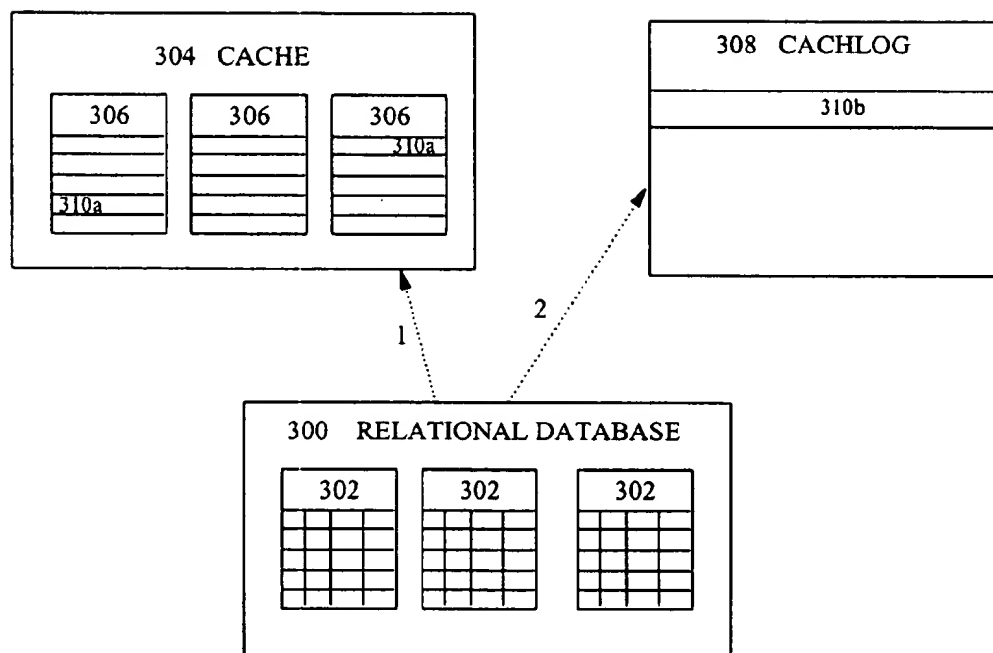 304 CACHE
306 306 306
310a
310a
308 CACHLOG
310b
1
2
300 RELATIONAL DATABASE
302 302 302